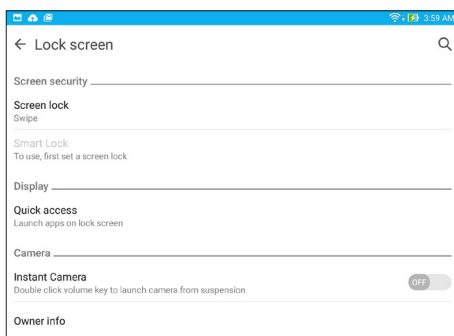 3:59 AM
Lock screen
Screen security
Screen lock
Swipe
Smart Lock
To use, first set a screen lock
Display
Quick access
Launch apps on lock screen
Camera
Instant Camera
Double click volume key to launch camera from suspension
OFF
Owner info